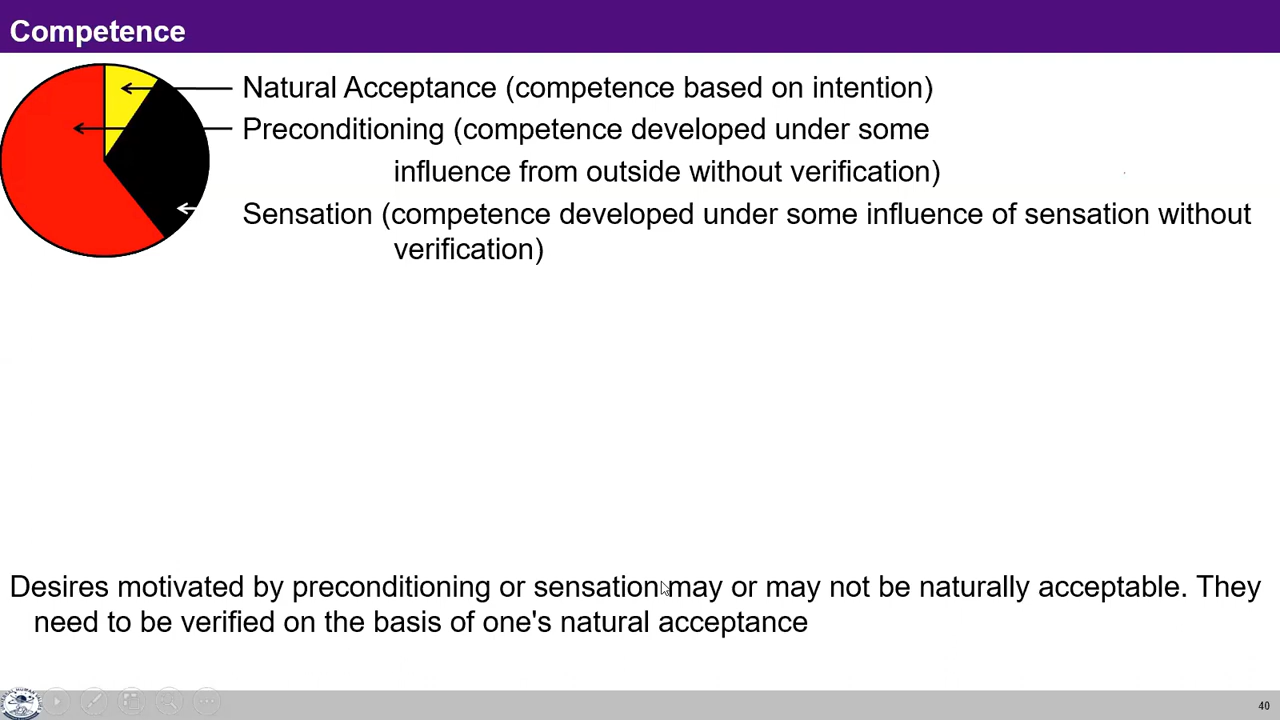 Competence
Natural Acceptance (competence based on intention)
Preconditioning (competence developed under some
influence from outside without verification)
Sensation (competence developed under some influence of sensation without
verification)
Desires motivated by preconditioning or sensation may or may not be naturally acceptable. They
need to be verified on the basis of one's natural acceptance
40